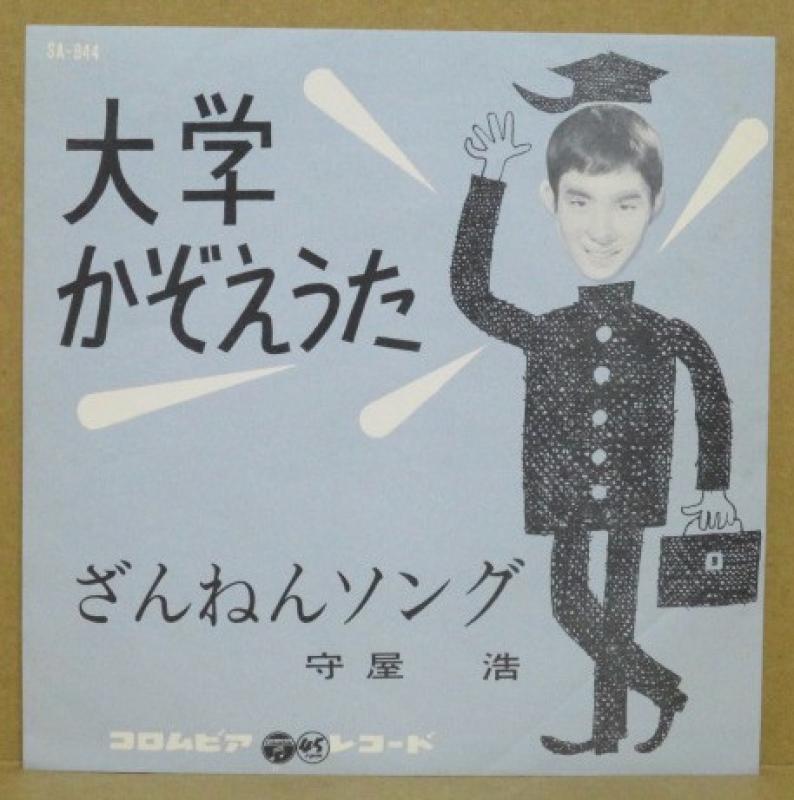 SA-844
大学
かぞえうた
ざんねんソング
守屋 浩
コロムビア 45 レコード